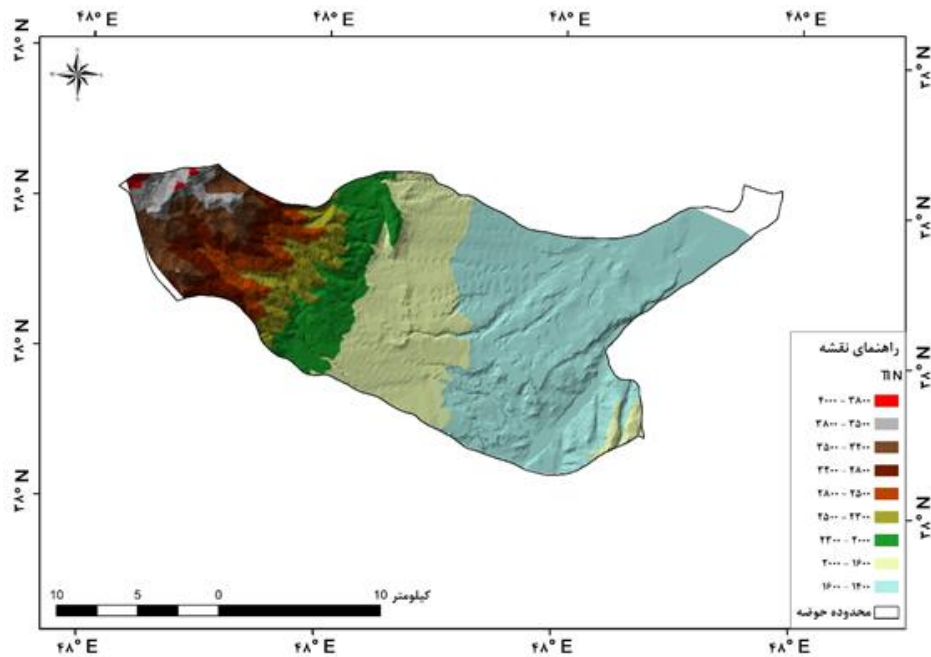 ۴۸° E ۴۸° E ۴۸° E ۴۸° E
۳۸° N
۳۸° N
۳۸° N
۳۸° N
۳۸° N
۳۸° N
۳۸° N
۳۸° N
راهنمای نقشه
TIN
۴۰۰۰ - ۳۸۰۰
۳۸۰۰ - ۳۵۰۰
۳۵۰۰ - ۳۲۰۰
۳۲۰۰ - ۲۸۰۰
۲۸۰۰ - ۲۵۰۰
۲۵۰۰ - ۲۳۰۰
۲۳۰۰ - ۲۰۰۰
۲۰۰۰ - ۱۶۰۰
۱۶۰۰ - ۱۴۰۰
محدوده حوضه
10 5 0 10 کیلومتر
۴۸° E ۴۸° E ۴۸° E ۴۸° E